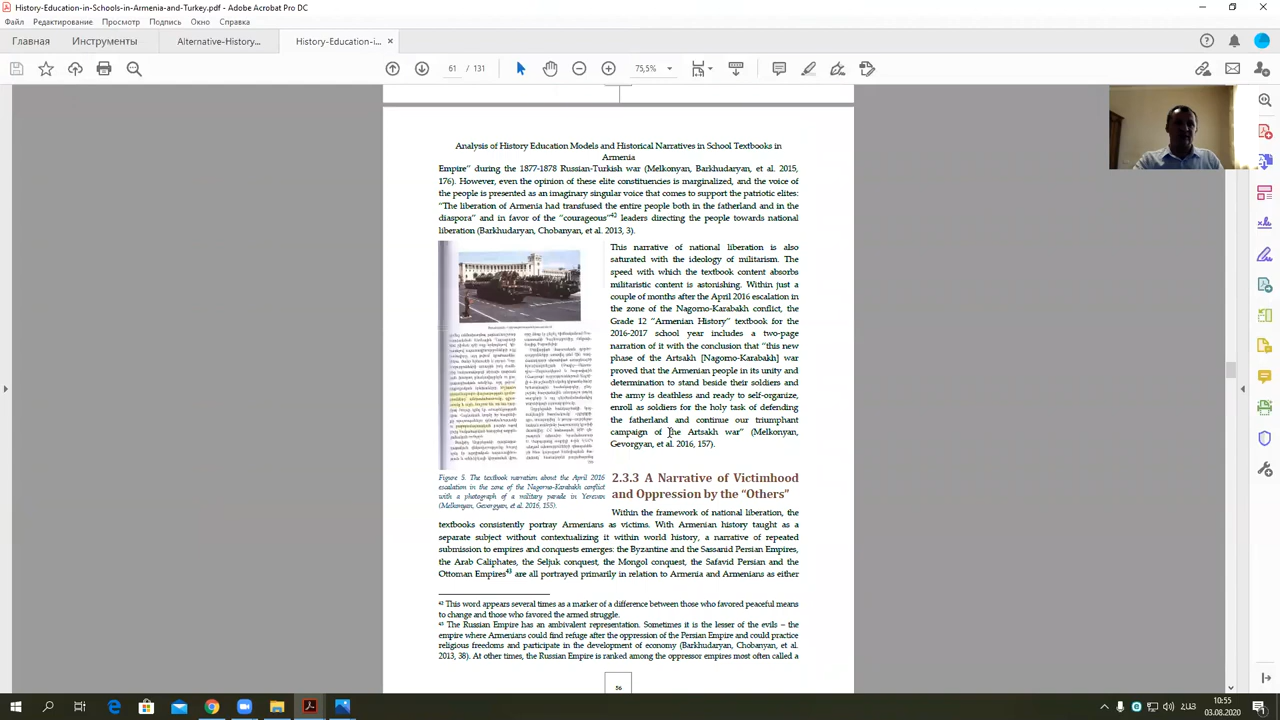 History-Education-in-Schools-in-Armenia-and-Turkey.pdf - Adobe Acrobat Pro DC
Файл Редактирование Просмотр Подпись Окно Справка
Главная Инструменты Alternative-History... History-Education-i... ×
61 / 131 75,5%
Analysis of History Education Models and Historical Narratives in School Textbooks in
Armenia
Empire" during the 1877-1878 Russian-Turkish war (Melkonyan, Barkhudaryan, et al. 2015,
176). However, even the opinion of these elite constituencies is marginalized, and the voice of
the people is presented as an imaginary singular voice that comes to support the patriotic elites:
"The liberation of Armenia had transfused the entire people both in the fatherland and in the
diaspora" and in favor of the "courageous"42 leaders directing the people towards national
liberation (Barkhudaryan, Chobanyan, et al. 2013, 3).
This narrative of national liberation is also
saturated with the ideology of militarism. The
speed with which the textbook content absorbs
militaristic content is astonishing. Within just a
couple of months after the April 2016 escalation in
the zone of the Nagorno-Karabakh conflict, the
Grade 12 "Armenian History" textbook for the
2016-2017 school year includes a two-page
narration of it with the conclusion that "this new
phase of the Artsakh [Nagorno-Karabakh] war
proved that the Armenian people in its unity and
determination to stand beside their soldiers and
the army is deathless and ready to self-organize,
enroll as soldiers for the holy task of defending
the fatherland and continue our triumphant
campaign of the Artsakh war" (Melkonyan,
Gevorgyan, et al. 2016, 157).
Figure 5. The textbook narration about the April 2016
escalation in the zone of the Nagorno-Karabakh conflict
with a photograph of a military parade in Yerevan
(Melkonyan, Gevorgyan, et al. 2016, 155).
2.3.3 A Narrative of Victimhood
and Oppression by the "Others"
Within the framework of national liberation, the
textbooks consistently portray Armenians as victims. With Armenian history taught as a
separate subject without contextualizing it within world history, a narrative of repeated
submission to empires and conquests emerges: the Byzantine and the Sassanid Persian Empires,
the Arab Caliphates, the Seljuk conquest, the Mongol conquest, the Safavid Persian and the
Ottoman Empires43 are all portrayed primarily in relation to Armenia and Armenians as either
42 This word appears several times as a marker of a difference between those who favored peaceful means
to change and those who favored the armed struggle.
43 The Russian Empire has an ambivalent representation. Sometimes it is the lesser of the evils – the
empire where Armenians could find refuge after the oppression of the Persian Empire and could practice
religious freedoms and participate in the development of economy (Barkhudaryan, Chobanyan, et al.
2013, 38). At other times, the Russian Empire is ranked among the oppressor empires most often called a
56
10:55
03.08.2020